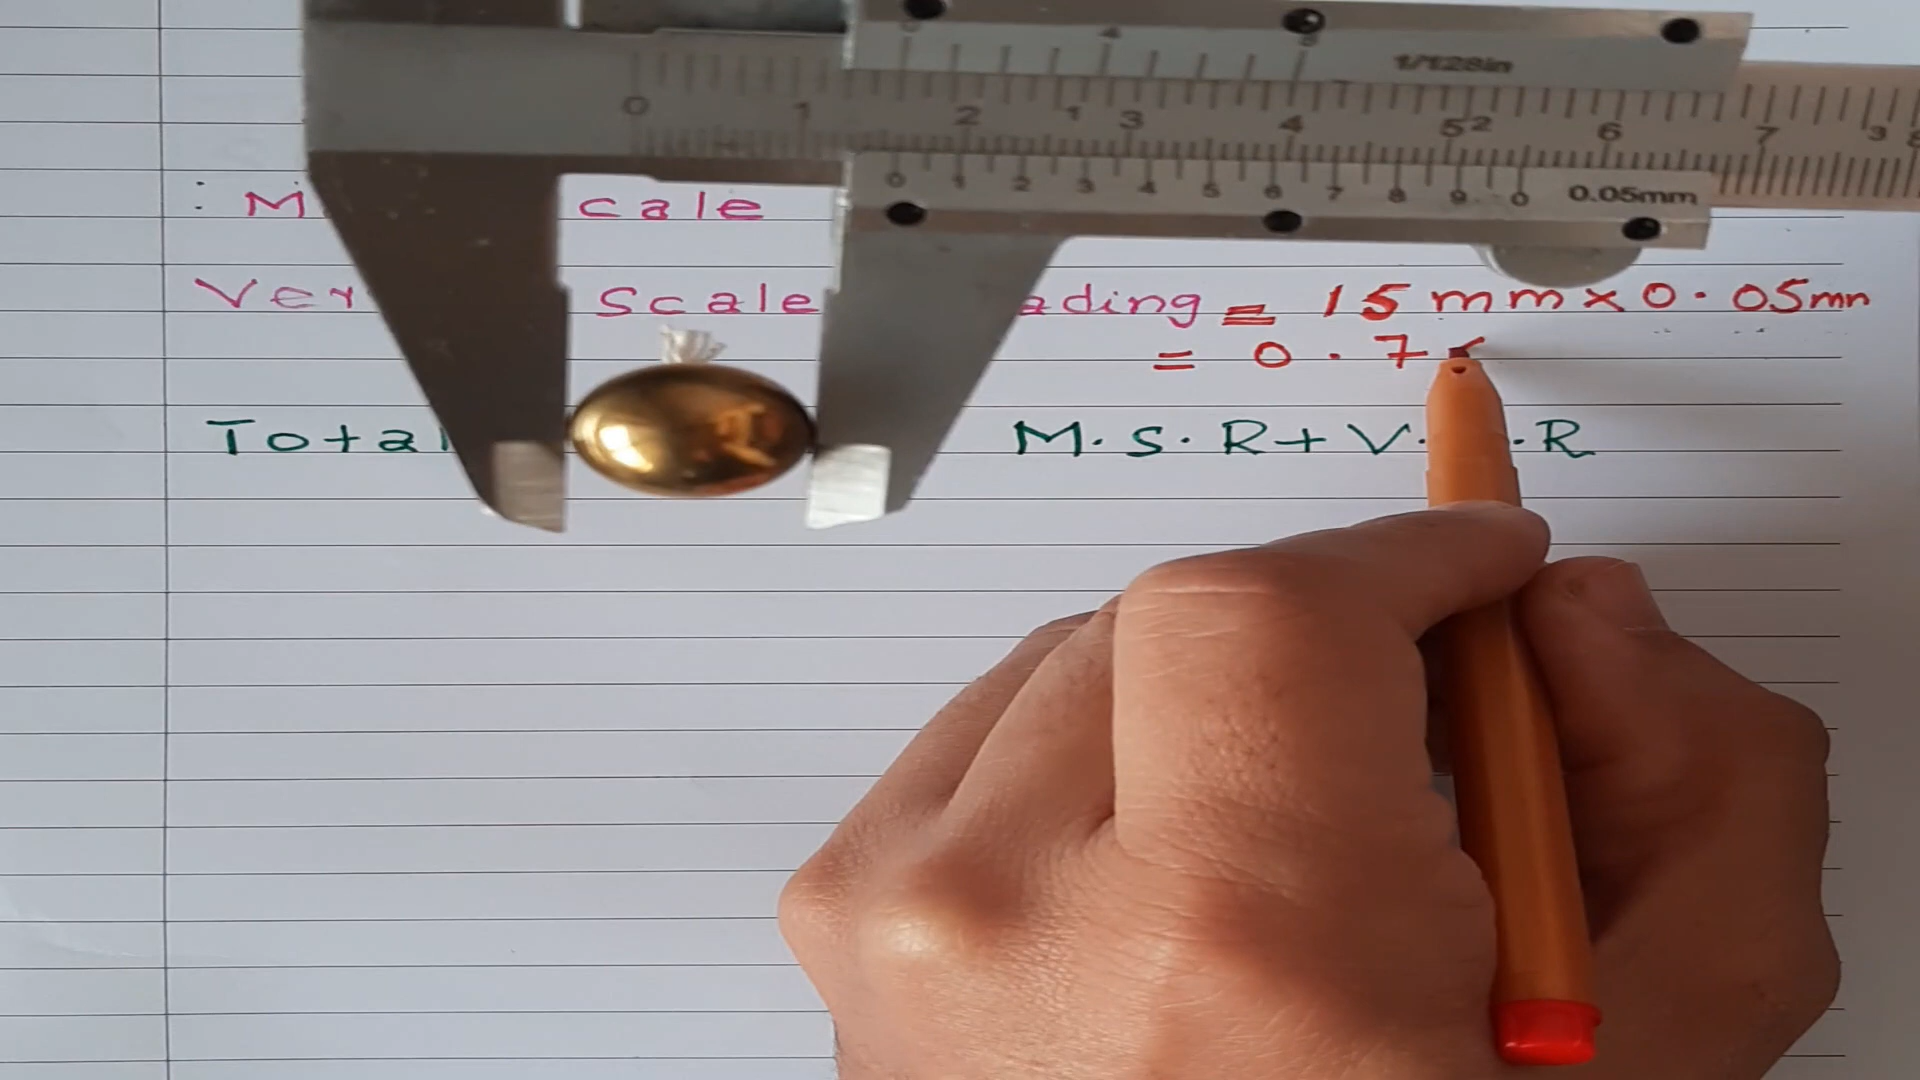 1/128in
0 1 2 3 4 5 6 7
0 1 2 3 4 5 6 7 8 9 0 0.05mm
: M cale
Ver Scale ading = 15 mm x 0.05mm
= 0.7
Total M.S.R + V. .R